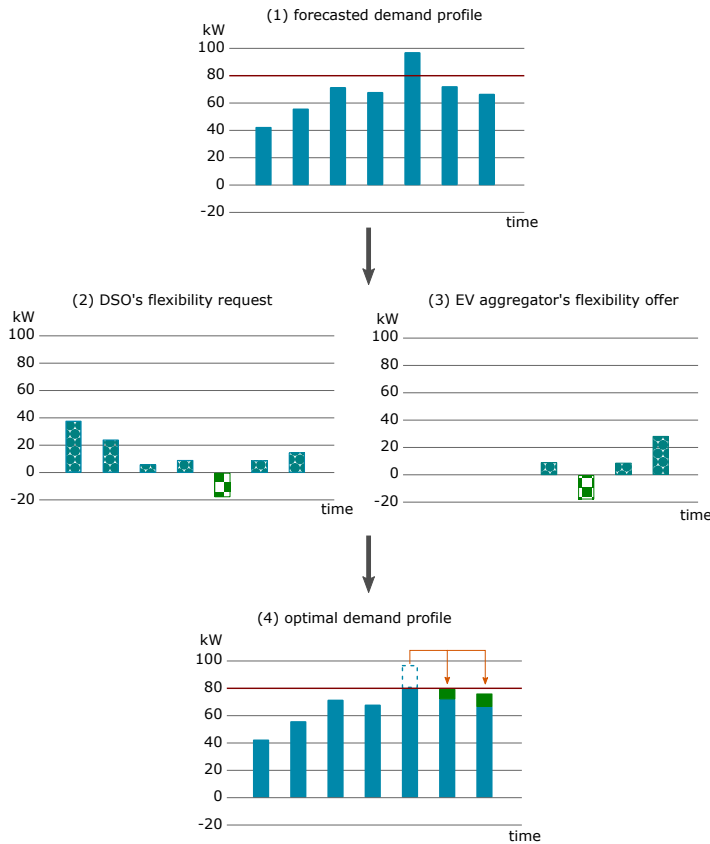 (1) forecasted demand profile
kW
100
80
60
40
20
0
-20
time
(2) DSO's flexibility request
kW
100
80
60
40
20
0
-20
time
(3) EV aggregator's flexibility offer
kW
100
80
60
40
20
0
-20
time
(4) optimal demand profile
kW
100
80
60
40
20
0
-20
time